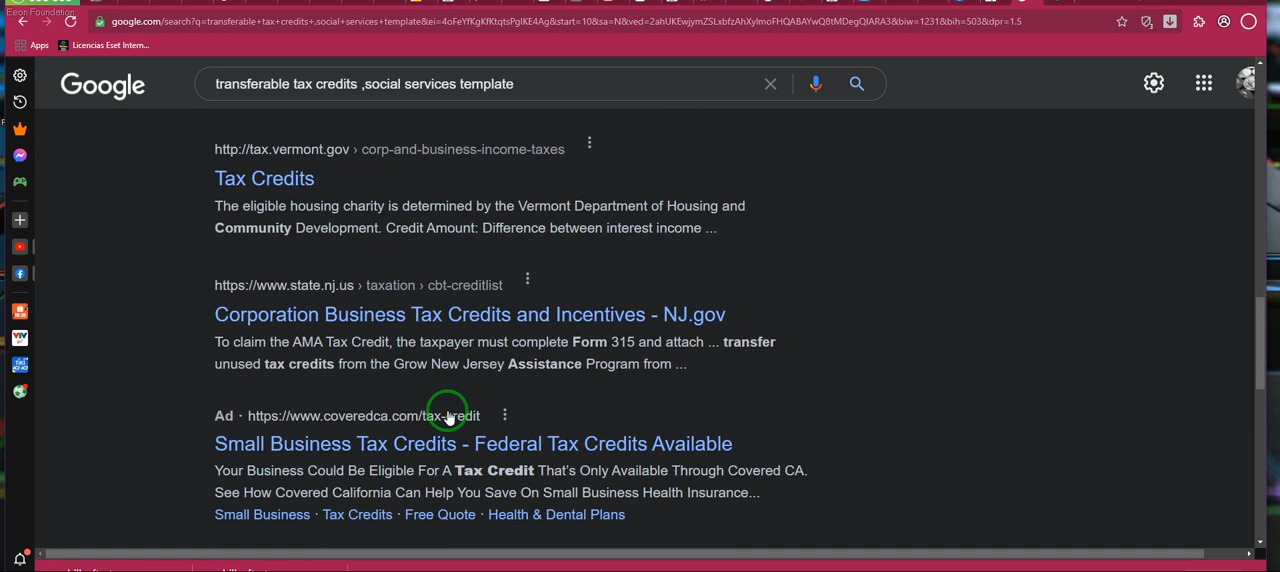 Eeon Foundation
google.com/search?q=transferable+tax+credits+,social+services+template&ei=4oFeYfKgKfKtqtsPgIKE4Ag&start=10&sa=N&ved=2ahUKEwjymZSLxbfzAhXylmoFHQABAYwQ8tMDegQIARA3&biw=1231&bih=503&dpr=1.5
Apps Licencias Eset Intern...
Google
transferable tax credits ,social services template
http://tax.vermont.gov › corp-and-business-income-taxes
Tax Credits
The eligible housing charity is determined by the Vermont Department of Housing and
Community Development. Credit Amount: Difference between interest income ...
https://www.state.nj.us › taxation › cbt-creditlist
Corporation Business Tax Credits and Incentives - NJ.gov
To claim the AMA Tax Credit, the taxpayer must complete Form 315 and attach ... transfer
unused tax credits from the Grow New Jersey Assistance Program from ...
Ad · https://www.coveredca.com/tax-credit
Small Business Tax Credits - Federal Tax Credits Available
Your Business Could Be Eligible For A Tax Credit That's Only Available Through Covered CA.
See How Covered California Can Help You Save On Small Business Health Insurance...
Small Business · Tax Credits · Free Quote · Health & Dental Plans